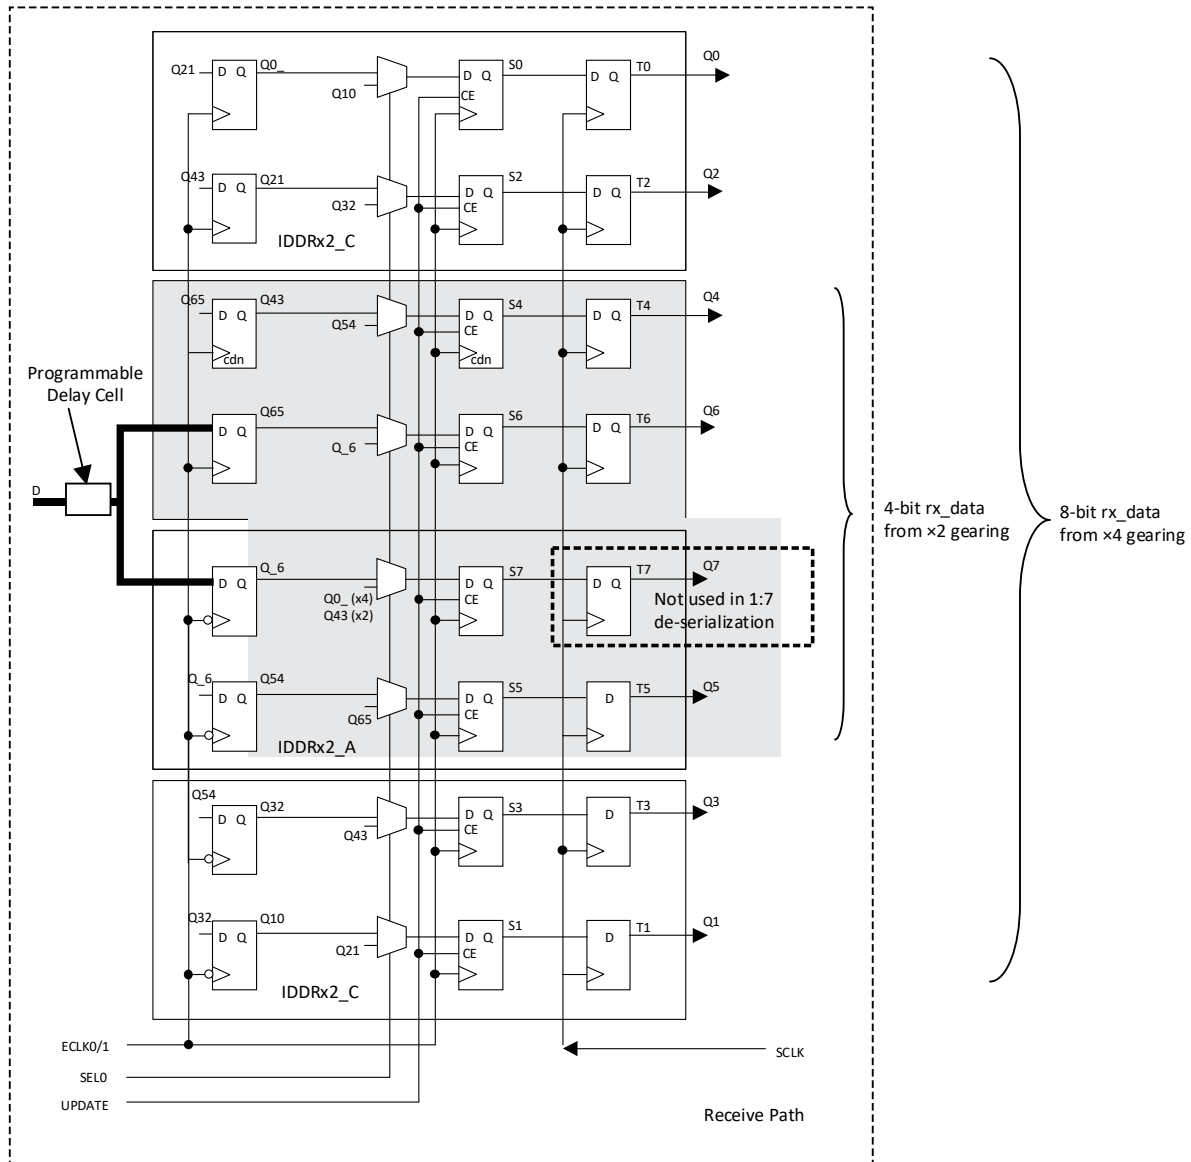 Q21
D Q
Q0_
Q10
D Q
CE
S0
D Q
T0
Q0
Q43
D Q
Q21
Q32
D Q
CE
S2
D Q
T2
Q2
IDDRx2_C
Q65
D Q
cdn
Q43
Q54
D Q
CE
cdn
S4
D Q
T4
Q4
Programmable
Delay Cell
D
D Q
Q65
Q_6
D Q
CE
S6
D Q
T6
Q6
D Q
Q_6
Q0_ (x4)
Q43 (x2)
D Q
CE
S7
D Q
T7
Q7
Not used in 1:7
de-serialization
Q_6
D Q
Q54
Q65
D Q
CE
S5
D
T5
Q5
IDDRx2_A
Q54
D Q
Q32
Q43
D Q
CE
S3
D
T3
Q3
Q32
D Q
Q10
Q21
D Q
CE
S1
D
T1
Q1
IDDRx2_C
4-bit rx_data
from ×2 gearing
8-bit rx_data
from ×4 gearing
ECLK0/1
SCLK
SEL0
UPDATE
Receive Path